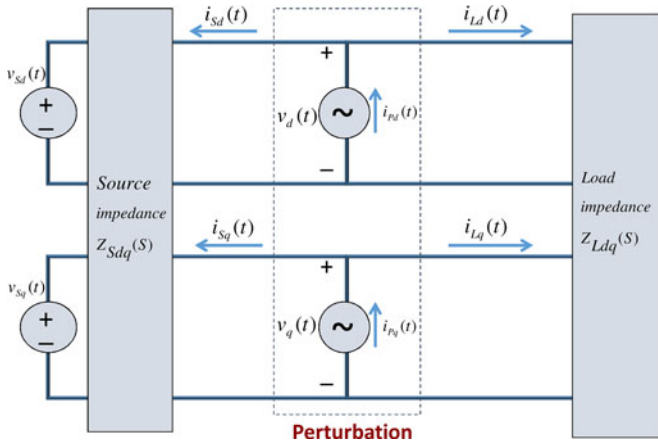 i_Sd(t)
i_Ld(t)
v_Sd(t)
+
−
+
v_d(t)
~
i_Pd(t)
−
Source
impedance
Z_Sdq(S)
Load
impedance
Z_Ldq(S)
i_Sq(t)
i_Lq(t)
v_Sq(t)
+
−
+
v_q(t)
~
i_Pq(t)
−
Perturbation